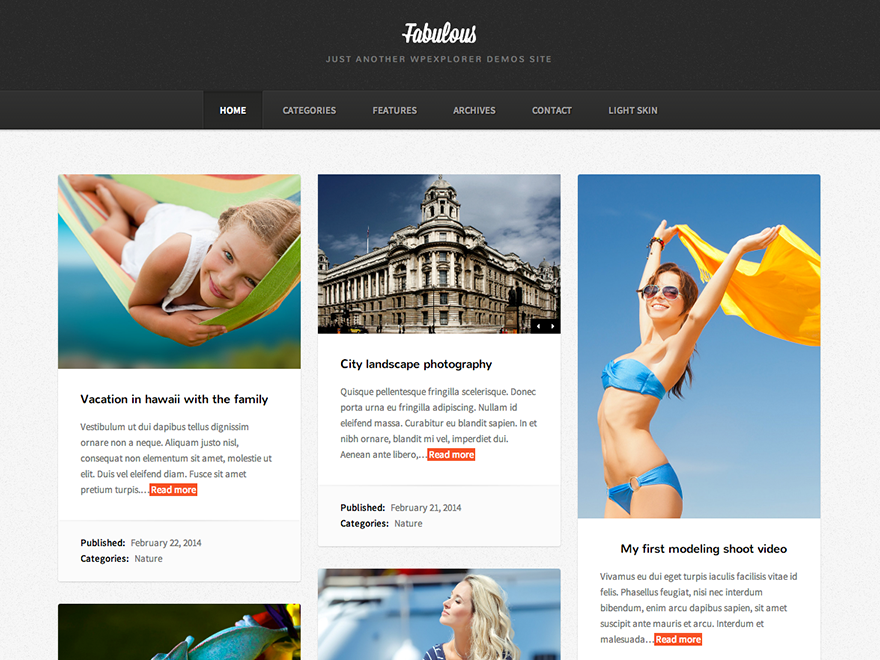 Fabulous
JUST ANOTHER WPEXPLORER DEMOS SITE
HOME CATEGORIES FEATURES ARCHIVES CONTACT LIGHT SKIN
Vacation in hawaii with the family
Vestibulum ut dui dapibus tellus dignissim
ornare non a neque. Aliquam justo nisl,
consequat non elementum sit amet, molestie ut
elit. Duis vel eleifend diam. Fusce sit amet
pretium turpis.…Read more
Published: February 22, 2014
Categories: Nature
City landscape photography
Quisque pellentesque fringilla scelerisque. Donec
porta urna eu fringilla adipiscing. Nullam id
eleifend massa. Curabitur eu blandit sapien. In et
nibh ornare, blandit mi vel, imperdiet dui.
Aenean ante libero,…Read more
Published: February 21, 2014
Categories: Nature
My first modeling shoot video
Vivamus eu dui eget turpis iaculis facilisis vitae id
felis. Phasellus feugiat, nisi nec interdum
bibendum, enim arcu dapibus sapien, sit amet
suscipit ante mauris et arcu. Interdum et
malesuada…Read more